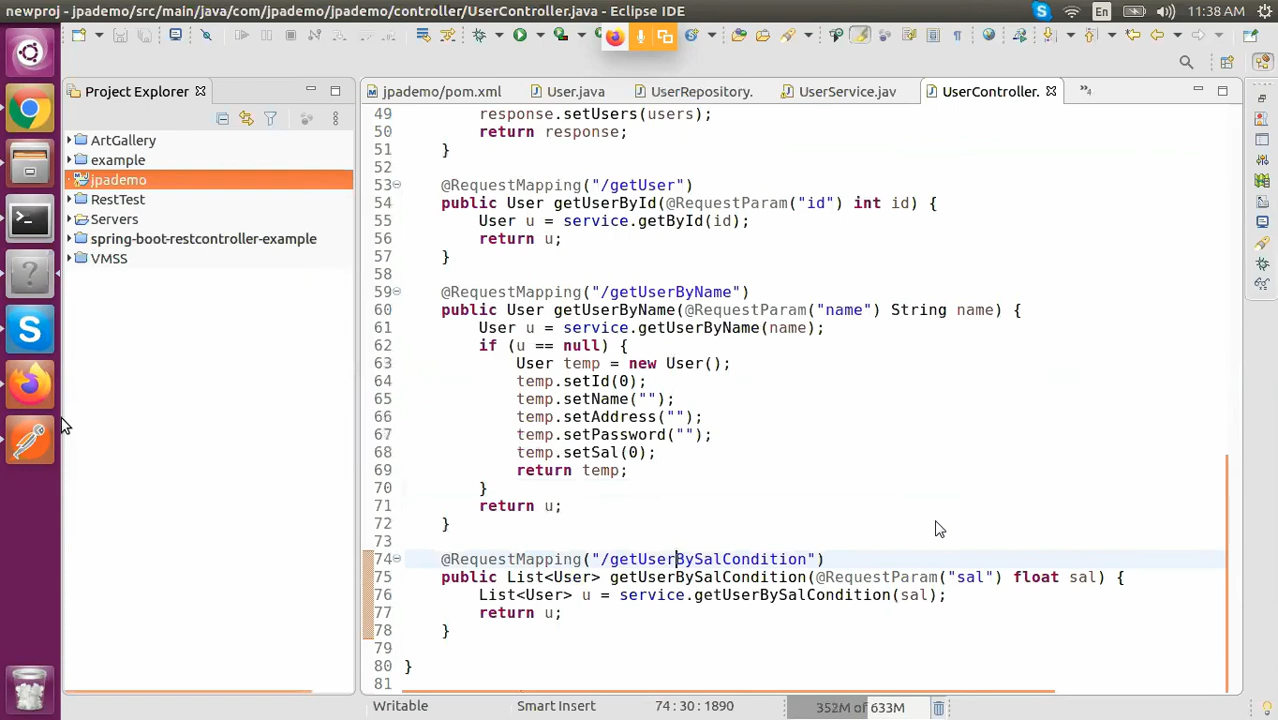 newproj - jpademo/src/main/java/com/jpademo/jpademo/controller/UserController.java - Eclipse IDE
En
11:38 AM
Project Explorer
jpademo/pom.xml
User.java
UserRepository.
UserService.java
UserController.
ArtGallery
example
jpademo
RestTest
Servers
spring-boot-restcontroller-example
VMSS
49 response.setUsers(users);
50 return response;
51 }
52
53 @RequestMapping("/getUser")
54 public User getUserById(@RequestParam("id") int id) {
55 User u = service.getById(id);
56 return u;
57 }
58
59 @RequestMapping("/getUserByName")
60 public User getUserByName(@RequestParam("name") String name) {
61 User u = service.getUserByName(name);
62 if (u == null) {
63 User temp = new User();
64 temp.setId(0);
65 temp.setName("");
66 temp.setAddress("");
67 temp.setPassword("");
68 temp.setSal(0);
69 return temp;
70 }
71 return u;
72 }
73
74 @RequestMapping("/getUserBySalCondition")
75 public List<User> getUserBySalCondition(@RequestParam("sal") float sal) {
76 List<User> u = service.getUserBySalCondition(sal);
77 return u;
78 }
79
80 }
81
Writable
Smart Insert
74 : 30 : 1890
352M of 633M